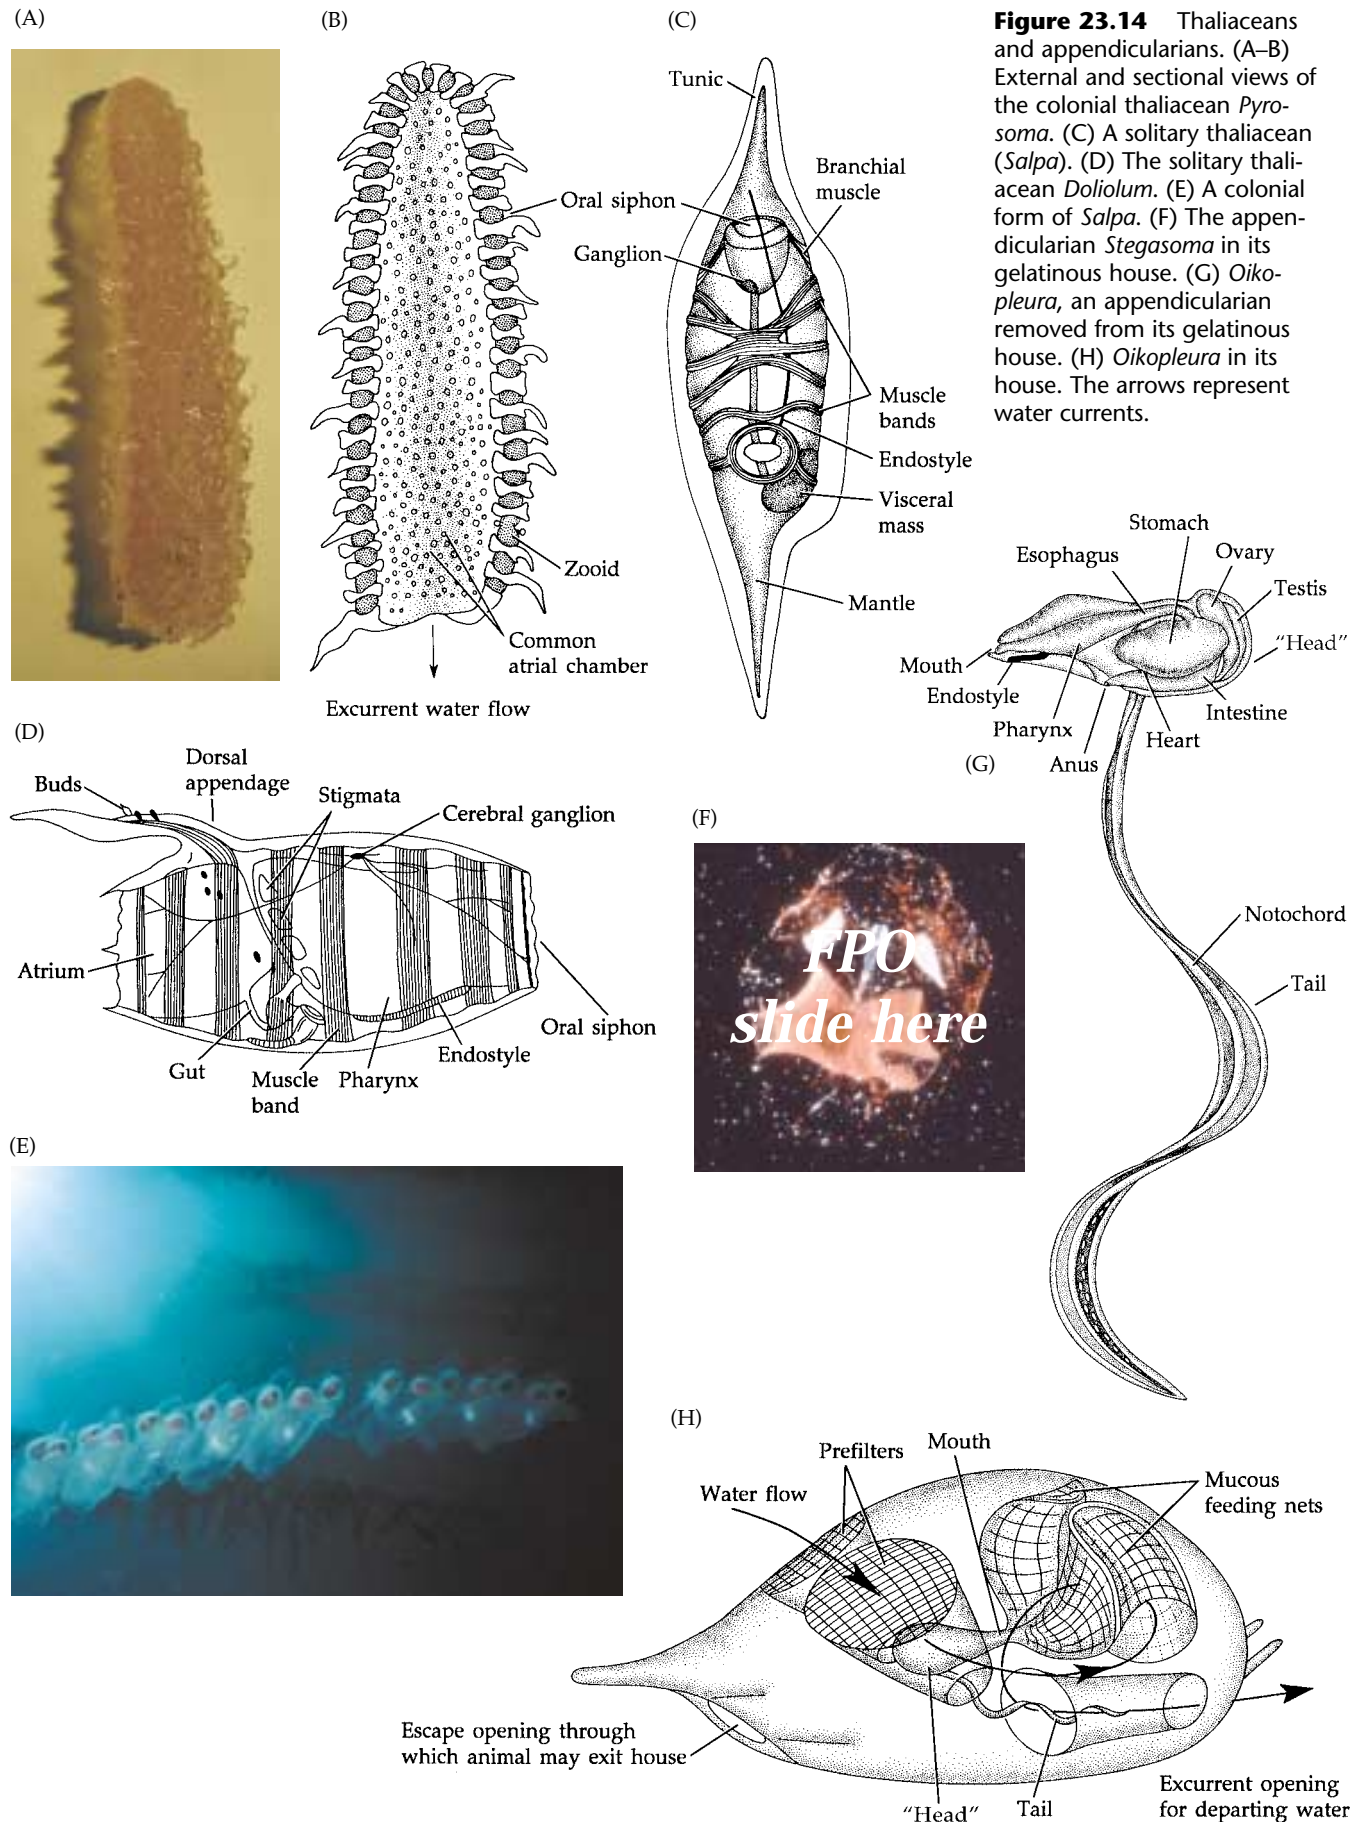 (A)
(B)
(C)
Figure 23.14 Thaliaceans
and appendicularians. (A–B)
External and sectional views of
the colonial thaliacean Pyro-
soma. (C) A solitary thaliacean
(Salpa). (D) The solitary thali-
acean Doliolum. (E) A colonial
form of Salpa. (F) The appen-
dicularian Stegasoma in its
gelatinous house. (G) Oiko-
pleura, an appendicularian
removed from its gelatinous
house. (H) Oikopleura in its
house. The arrows represent
water currents.
Tunic
Branchial
muscle
Oral siphon
Ganglion
Muscle
bands
Endostyle
Visceral
mass
Zooid
Mantle
Common
atrial chamber
Excurrent water flow
Stomach
Esophagus
Ovary
Testis
"Head"
Mouth
Endostyle
Pharynx
Anus
Heart
Intestine
(G)
Notochord
Tail
(D)
Buds
Dorsal
appendage
Stigmata
Cerebral ganglion
Atrium
Gut
Muscle
band
Pharynx
Endostyle
Oral siphon
(F)
FPO
slide here
(E)
(H)
Prefilters
Mouth
Water flow
Mucous
feeding nets
Escape opening through
which animal may exit house
"Head"
Tail
Excurrent opening
for departing water